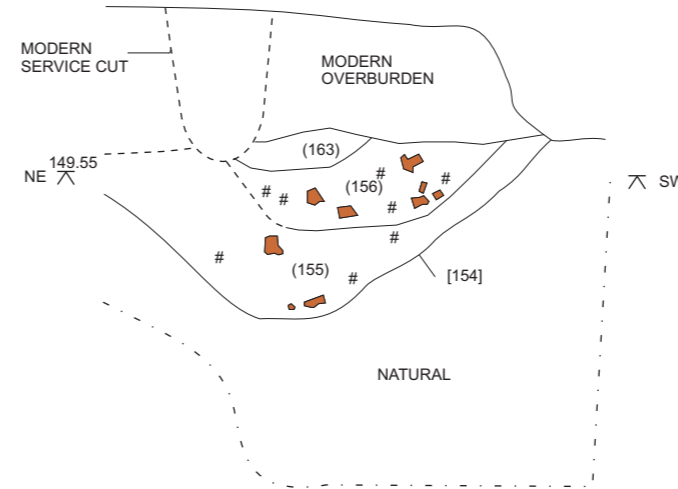 MODERN
SERVICE CUT
MODERN
OVERBURDEN
149.55
NE
SW
(163)
(156)
#
#
#
#
#
(155)
#
#
#
[154]
NATURAL